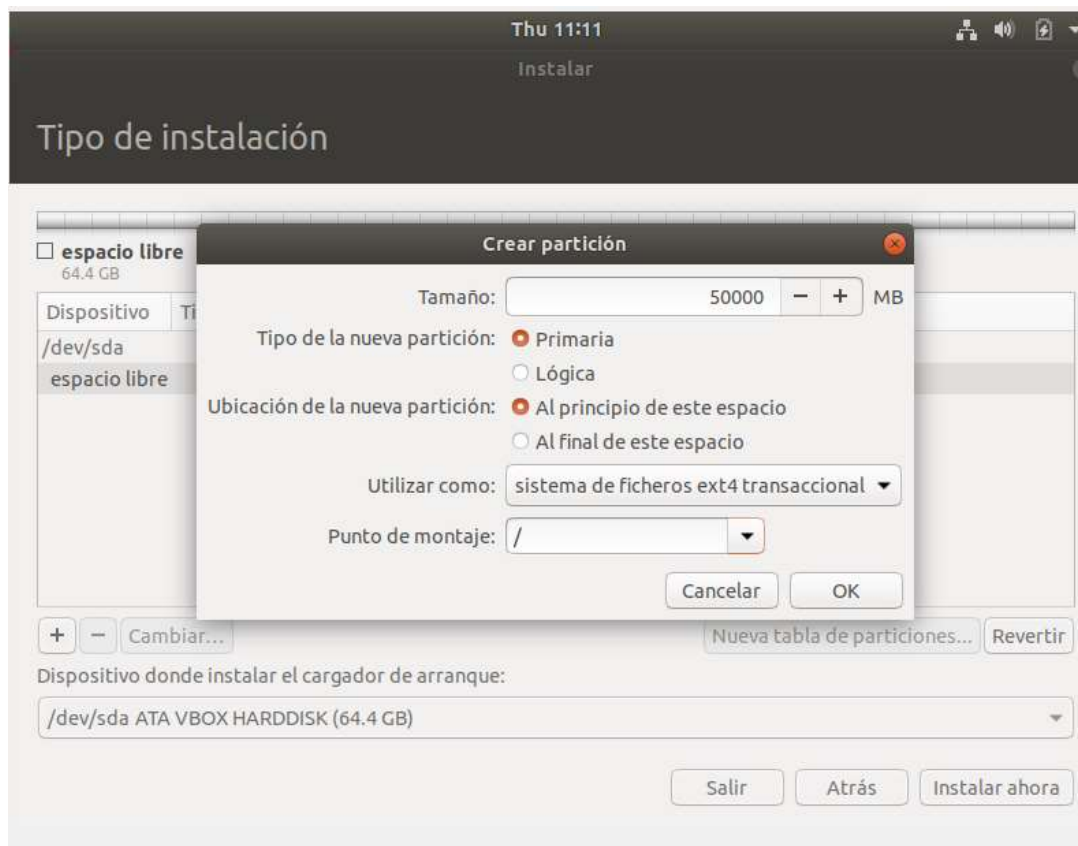 Thu 11:11
Instalar
Tipo de instalación
espacio libre
64.4 GB
Crear partición
Tamaño: 50000 − + MB
Tipo de la nueva partición: Primaria
Lógica
Ubicación de la nueva partición: Al principio de este espacio
Al final de este espacio
Utilizar como: sistema de ficheros ext4 transaccional
Punto de montaje: /
Cancelar OK
Dispositivo Ti
/dev/sda
espacio libre
+ − Cambiar... Nueva tabla de particiones... Revertir
Dispositivo donde instalar el cargador de arranque:
/dev/sda ATA VBOX HARDDISK (64.4 GB)
Salir Atrás Instalar ahora